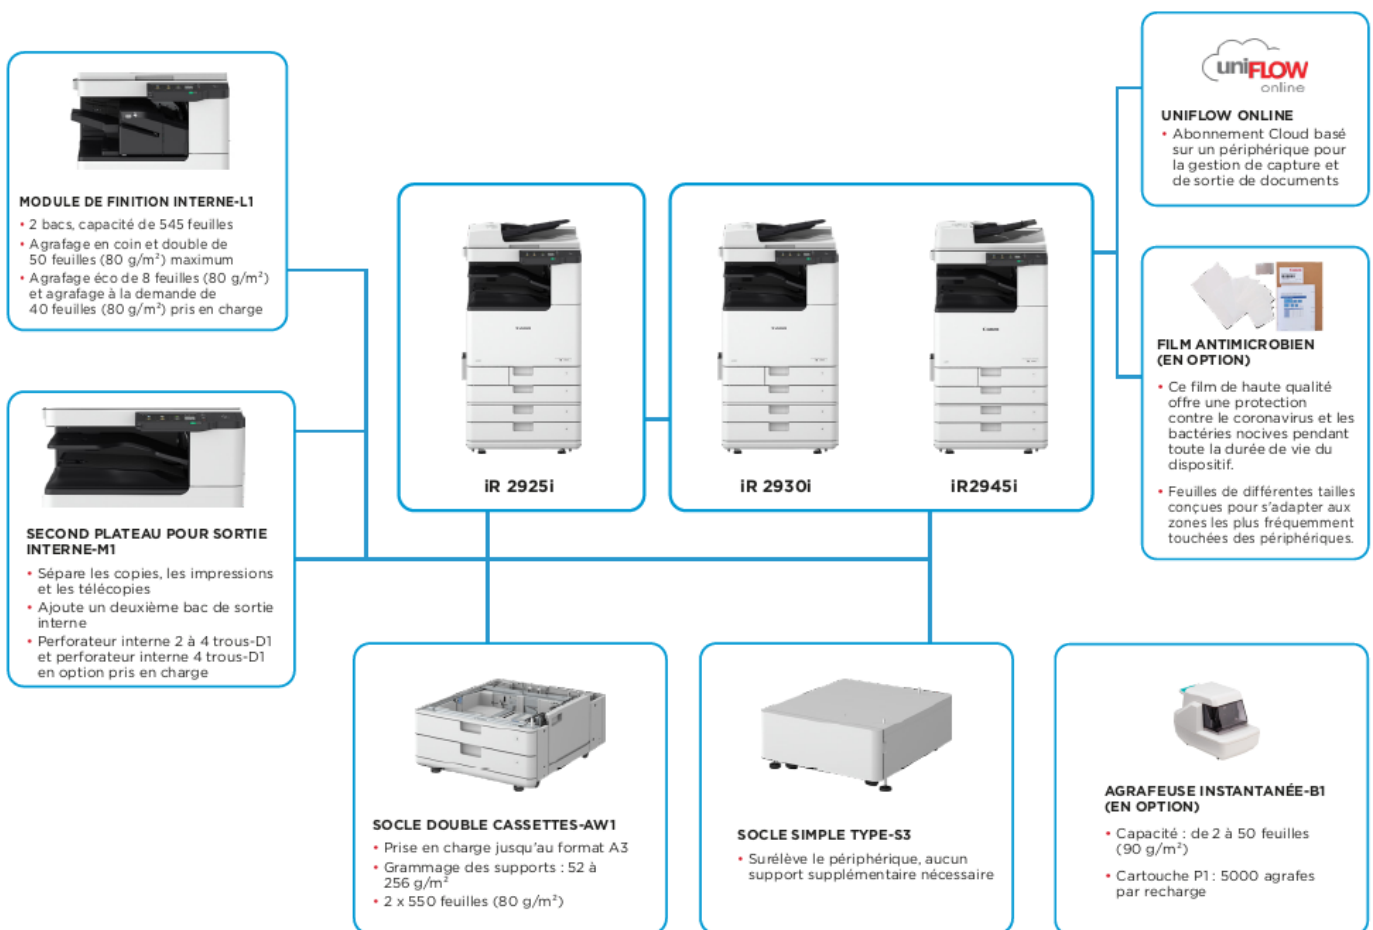 uniFLOW
online
UNIFLOW ONLINE
• Abonnement Cloud basé
sur un périphérique pour
la gestion de capture et
de sortie de documents
MODULE DE FINITION INTERNE-L1
• 2 bacs, capacité de 545 feuilles
• Agrafage en coin et double de
50 feuilles (80 g/m²) maximum
• Agrafage éco de 8 feuilles (80 g/m²)
et agrafage à la demande de
40 feuilles (80 g/m²) pris en charge
Canon
iR 2925i
Canon
iR 2930i
Canon
iR2945i
FILM ANTIMICROBIEN
(EN OPTION)
• Ce film de haute qualité
offre une protection
contre le coronavirus et les
bactéries nocives pendant
toute la durée de vie du
dispositif.
• Feuilles de différentes tailles
conçues pour s'adapter aux
zones les plus fréquemment
touchées des périphériques.
SECOND PLATEAU POUR SORTIE
INTERNE-M1
• Sépare les copies, les impressions
et les télécopies
• Ajoute un deuxième bac de sortie
interne
• Perforateur interne 2 à 4 trous-D1
et perforateur interne 4 trous-D1
en option pris en charge
SOCLE DOUBLE CASSETTES-AW1
• Prise en charge jusqu'au format A3
• Grammage des supports : 52 à
256 g/m²
• 2 x 550 feuilles (80 g/m²)
SOCLE SIMPLE TYPE-S3
• Surélève le périphérique, aucun
support supplémentaire nécessaire
AGRAFEUSE INSTANTANÉE-B1
(EN OPTION)
• Capacité : de 2 à 50 feuilles
(90 g/m²)
• Cartouche P1 : 5000 agrafes
par recharge